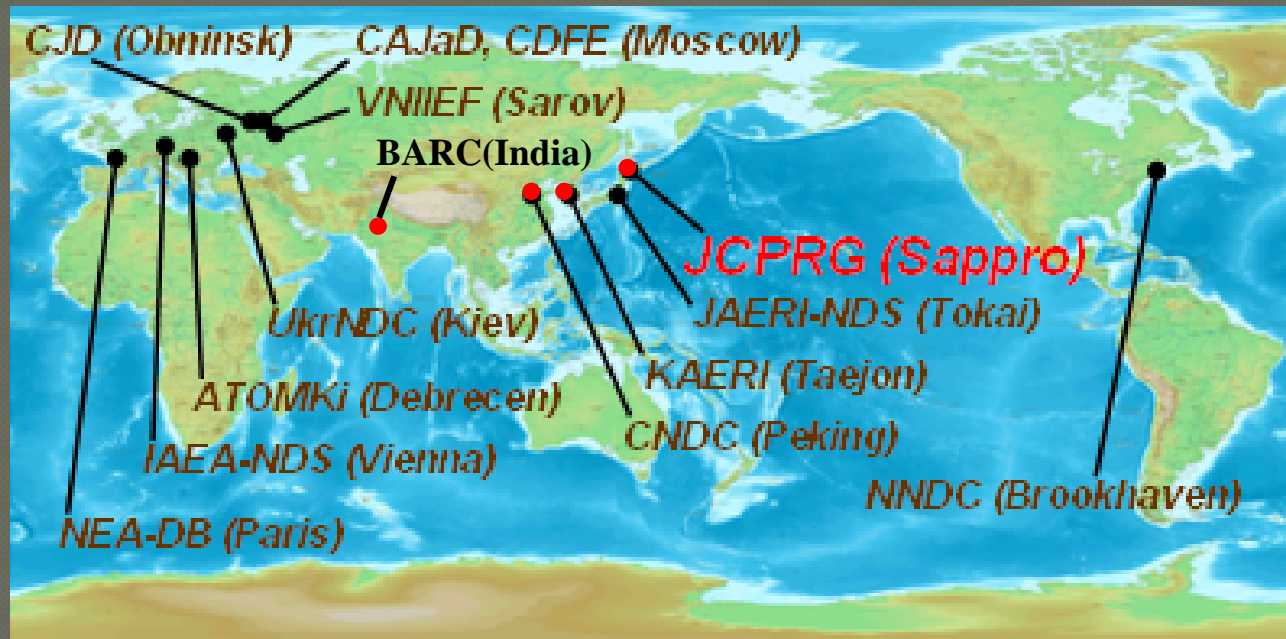 CJD (Obninsk)
CAJaD, CDFE (Moscow)
VNIIEF (Sarov)
BARC(India)
JCPRG (Sappro)
UkrNDC (Kiev)
JAERI-NDS (Tokai)
ATOMKi (Debrecen)
KAERI (Taejon)
IAEA-NDS (Vienna)
CNDC (Peking)
NNDC (Brookhaven)
NEA-DB (Paris)